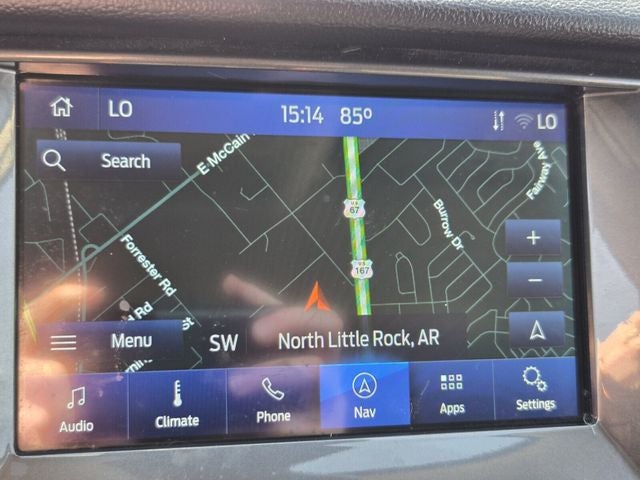 LO 15:14 85° LO
Search
E McCain
Fairway Ave
U.S. 67
Burrow Dr
Forrester Rd
U.S. 167
+
Rd
−
Menu
SW North Little Rock, AR
Audio Climate Phone Nav Apps Settings